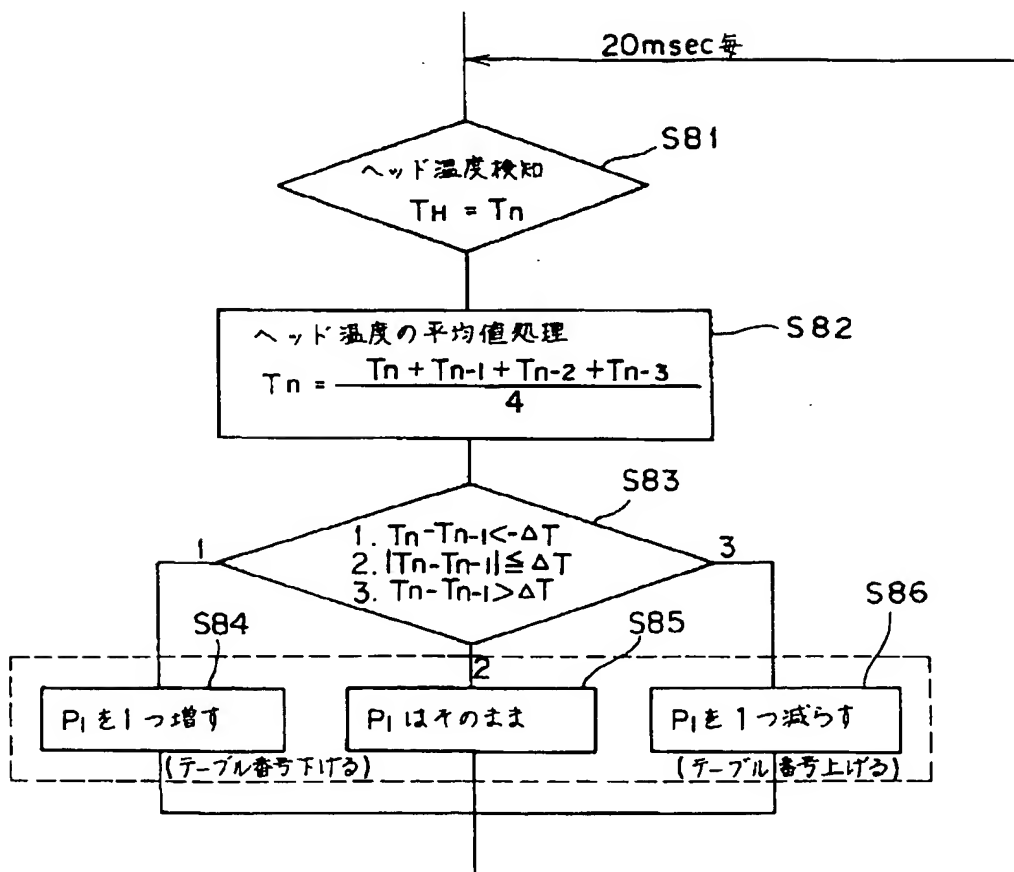 20msec毎
S81
ヘッド温度検知
TH = Tn
S82
ヘッド温度の平均値処理
Tn = Tn + Tn-1 + Tn-2 + Tn-3
4
S83
1. Tn-Tn-1<-ΔT
2. |Tn-Tn-1|≦ΔT
3. Tn-Tn-1>ΔT
1
3
2
S84
S85
S86
P1を1つ増す
P1はそのまま
P1を1つ減らす
(テーブル番号下げる)
(テーブル番号上げる)